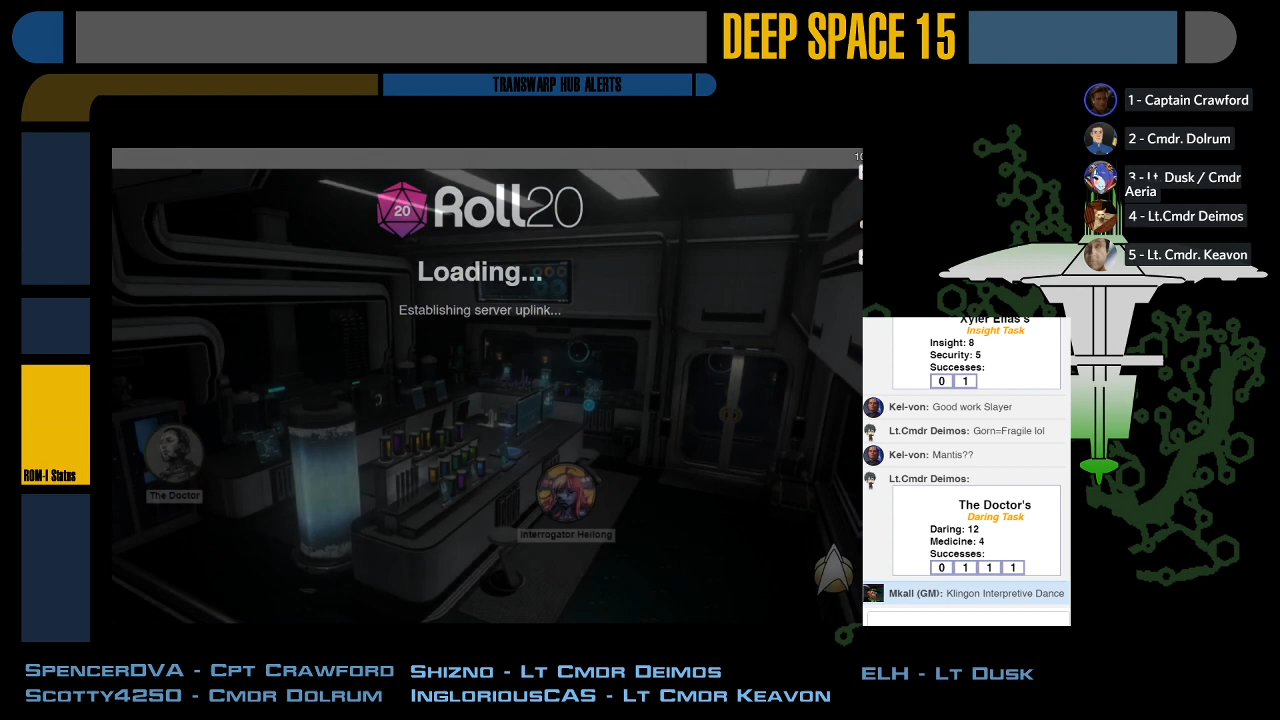 DEEP SPACE 15
TRANSWARP HUB ALERTS
1 - Captain Crawford
2 - Cmdr. Dolrum
3 - Lt. Dusk / Cmdr
Aeria
4 - Lt.Cmdr Deimos
5 - Lt. Cmdr. Keavon
20
Roll20
Loading...
Establishing server uplink...
The Doctor
Interrogator Heilong
ROM-I Status
Xyler Elias's
Insight Task
Insight: 8
Security: 5
Successes:
0 1
Kel-von: Good work Slayer
Lt.Cmdr Deimos: Gorn=Fragile lol
Kel-von: Mantis??
Lt.Cmdr Deimos:
The Doctor's
Daring Task
Daring: 12
Medicine: 4
Successes:
0 1 1 1
Mkall (GM): Klingon Interpretive Dance
SpencerDVA - Cpt Crawford
Shizno - Lt Cmdr Deimos
ELH - Lt Dusk
Scotty4250 - Cmdr Dolrum
IngloriousCAS - Lt Cmdr Keavon